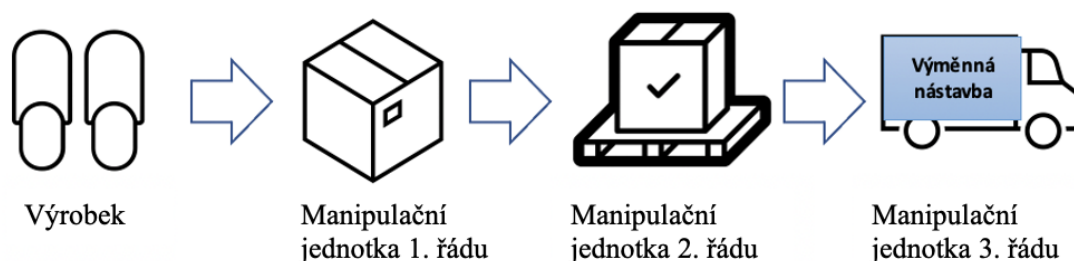 Výměnná
nástavba
Výrobek
Manipulační
jednotka 1. řádu
Manipulační
jednotka 2. řádu
Manipulační
jednotka 3. řádu